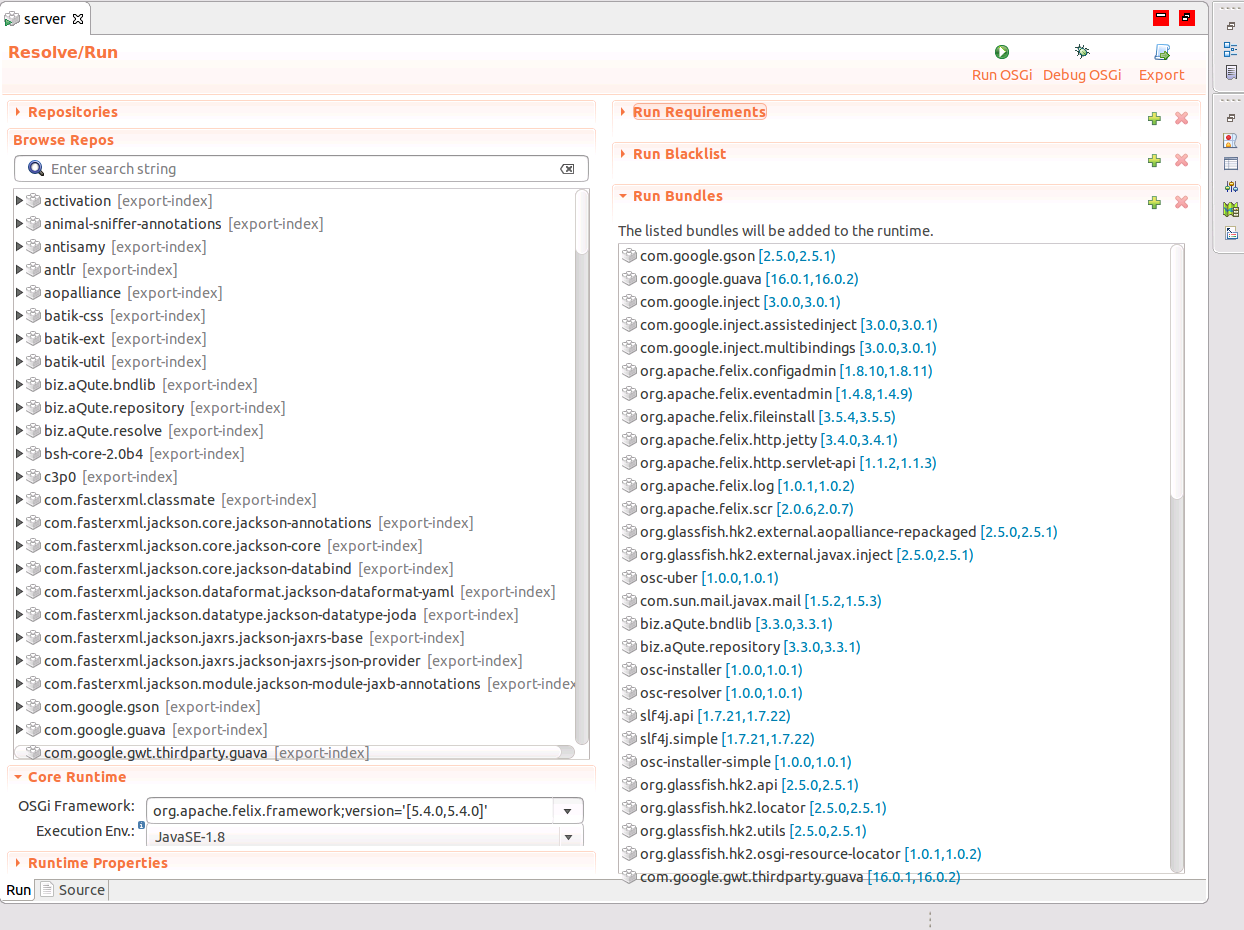 server
Resolve/Run
Run OSGi Debug OSGi Export
Repositories
Browse Repos
Enter search string
activation [export-index]
animal-sniffer-annotations [export-index]
antisamy [export-index]
antlr [export-index]
aopalliance [export-index]
batik-css [export-index]
batik-ext [export-index]
batik-util [export-index]
biz.aQute.bndlib [export-index]
biz.aQute.repository [export-index]
biz.aQute.resolve [export-index]
bsh-core-2.0b4 [export-index]
c3p0 [export-index]
com.fasterxml.classmate [export-index]
com.fasterxml.jackson.core.jackson-annotations [export-index]
com.fasterxml.jackson.core.jackson-core [export-index]
com.fasterxml.jackson.core.jackson-databind [export-index]
com.fasterxml.jackson.dataformat.jackson-dataformat-yaml [export-index]
com.fasterxml.jackson.datatype.jackson-datatype-joda [export-index]
com.fasterxml.jackson.jaxrs.jackson-jaxrs-base [export-index]
com.fasterxml.jackson.jaxrs.jackson-jaxrs-json-provider [export-index]
com.fasterxml.jackson.module.jackson-module-jaxb-annotations [export-index
com.google.gson [export-index]
com.google.guava [export-index]
com.google.gwt.thirdparty.guava [export-index]
Core Runtime
OSGi Framework: org.apache.felix.framework;version='[5.4.0,5.4.0]'
Execution Env.: JavaSE-1.8
Runtime Properties
Run Source
Run Requirements
Run Blacklist
Run Bundles
The listed bundles will be added to the runtime.
com.google.gson [2.5.0,2.5.1)
com.google.guava [16.0.1,16.0.2)
com.google.inject [3.0.0,3.0.1)
com.google.inject.assistedinject [3.0.0,3.0.1)
com.google.inject.multibindings [3.0.0,3.0.1)
org.apache.felix.configadmin [1.8.10,1.8.11)
org.apache.felix.eventadmin [1.4.8,1.4.9)
org.apache.felix.fileinstall [3.5.4,3.5.5)
org.apache.felix.http.jetty [3.4.0,3.4.1)
org.apache.felix.http.servlet-api [1.1.2,1.1.3)
org.apache.felix.log [1.0.1,1.0.2)
org.apache.felix.scr [2.0.6,2.0.7)
org.glassfish.hk2.external.aopalliance-repackaged [2.5.0,2.5.1)
org.glassfish.hk2.external.javax.inject [2.5.0,2.5.1)
osc-uber [1.0.0,1.0.1)
com.sun.mail.javax.mail [1.5.2,1.5.3)
biz.aQute.bndlib [3.3.0,3.3.1)
biz.aQute.repository [3.3.0,3.3.1)
osc-installer [1.0.0,1.0.1)
osc-resolver [1.0.0,1.0.1)
slf4j.api [1.7.21,1.7.22)
slf4j.simple [1.7.21,1.7.22)
osc-installer-simple [1.0.0,1.0.1)
org.glassfish.hk2.api [2.5.0,2.5.1)
org.glassfish.hk2.locator [2.5.0,2.5.1)
org.glassfish.hk2.utils [2.5.0,2.5.1)
org.glassfish.hk2.osgi-resource-locator [1.0.1,1.0.2)
com.google.gwt.thirdparty.guava [16.0.1,16.0.2)